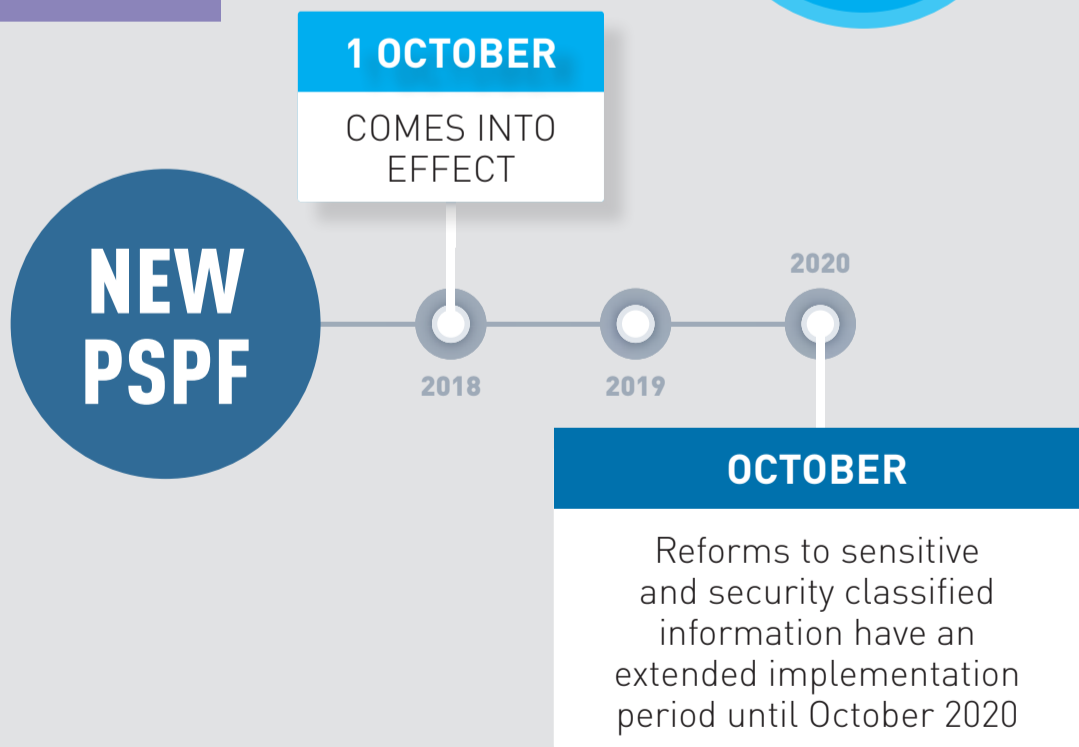 1 OCTOBER
COMES INTO
EFFECT
NEW
PSPF
2018
2019
2020
OCTOBER
Reforms to sensitive
and security classified
information have an
extended implementation
period until October 2020